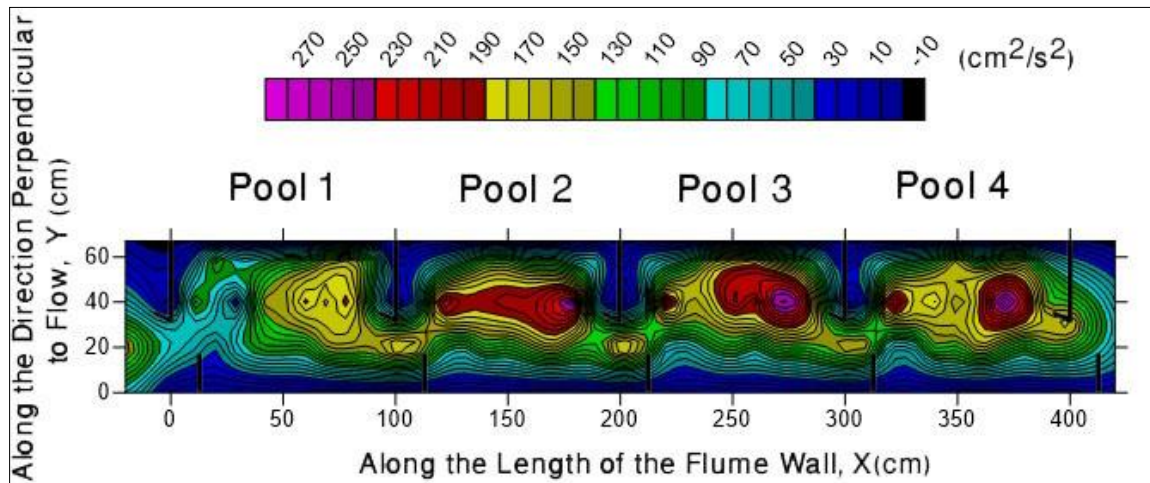 270 250 230 210 190 170 150 130 110 90 70 50 30 10 -10 (cm2/s2)
Along the Direction Perpendicular
to Flow, Y (cm)
Pool 1 Pool 2 Pool 3 Pool 4
60
40
20
0
0 50 100 150 200 250 300 350 400
Along the Length of the Flume Wall, X(cm)